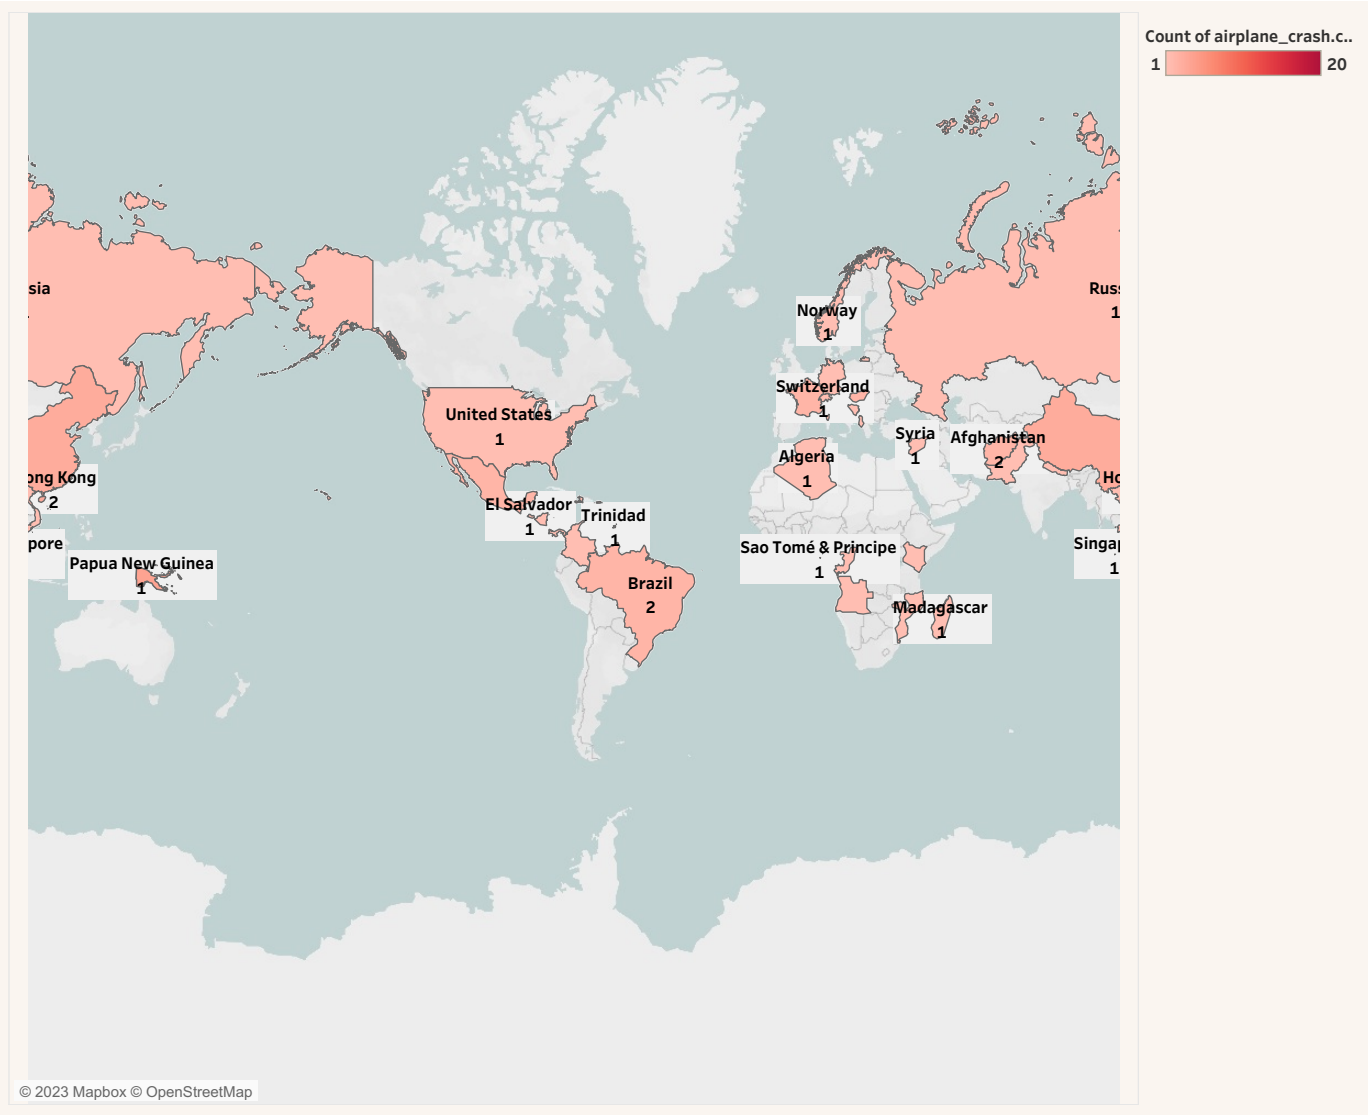 Count of airplane_crash.c..
1
20
sia
Russ
1
Norway
1
Switzerland
1
United States
1
Syria
1
Afghanistan
2
Algeria
1
ong Kong
2
Ho
El Salvador
1
Trinidad
1
pore
Singap
1
Sao Tomé & Principe
1
Papua New Guinea
1
Brazil
2
Madagascar
1
© 2023 Mapbox © OpenStreetMap